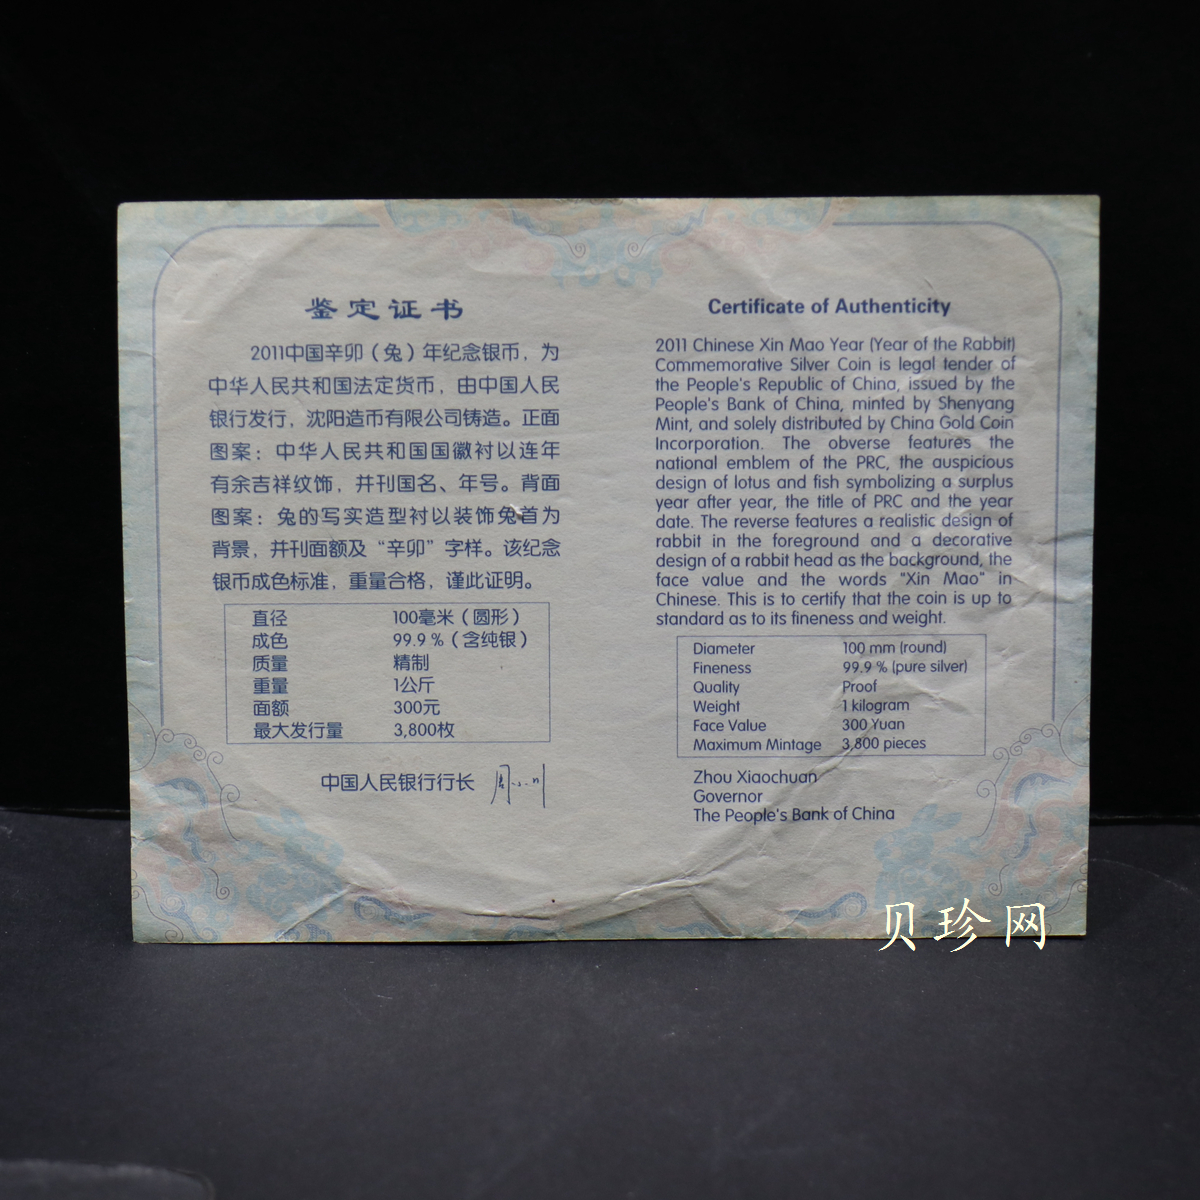 鉴定证书
2011中国辛卯（兔）年纪念银币，为
中华人民共和国法定货币，由中国人民
银行发行，沈阳造币有限公司铸造。正面
图案：中华人民共和国国徽衬以连年
有余吉祥纹饰，并刊国名、年号。背面
图案：兔的写实造型衬以装饰兔首为
背景，并刊面额及“辛卯”字样。该纪念
银币成色标准，重量合格，谨此证明。
直径 100毫米（圆形）
成色 99.9％（含纯银）
质量 精制
重量 1公斤
面额 300元
最大发行量 3,800枚
中国人民银行行长
Certificate of Authenticity
2011 Chinese Xin Mao Year (Year of the Rabbit)
Commemorative Silver Coin is legal tender of
the People's Republic of China, issued by the
People's Bank of China, minted by Shenyang
Mint, and solely distributed by China Gold Coin
Incorporation. The obverse features the
national emblem of the PRC, the auspicious
design of lotus and fish symbolizing a surplus
year after year, the title of PRC and the year
date. The reverse features a realistic design of
rabbit in the foreground and a decorative
design of a rabbit head as the background, the
face value and the words "Xin Mao" in
Chinese. This is to certify that the coin is up to
standard as to its fineness and weight.
Diameter 100 mm (round)
Fineness 99.9 % (pure silver)
Quality Proof
Weight 1 kilogram
Face Value 300 Yuan
Maximum Mintage 3,800 pieces
Zhou Xiaochuan
Governor
The People's Bank of China
贝珍网